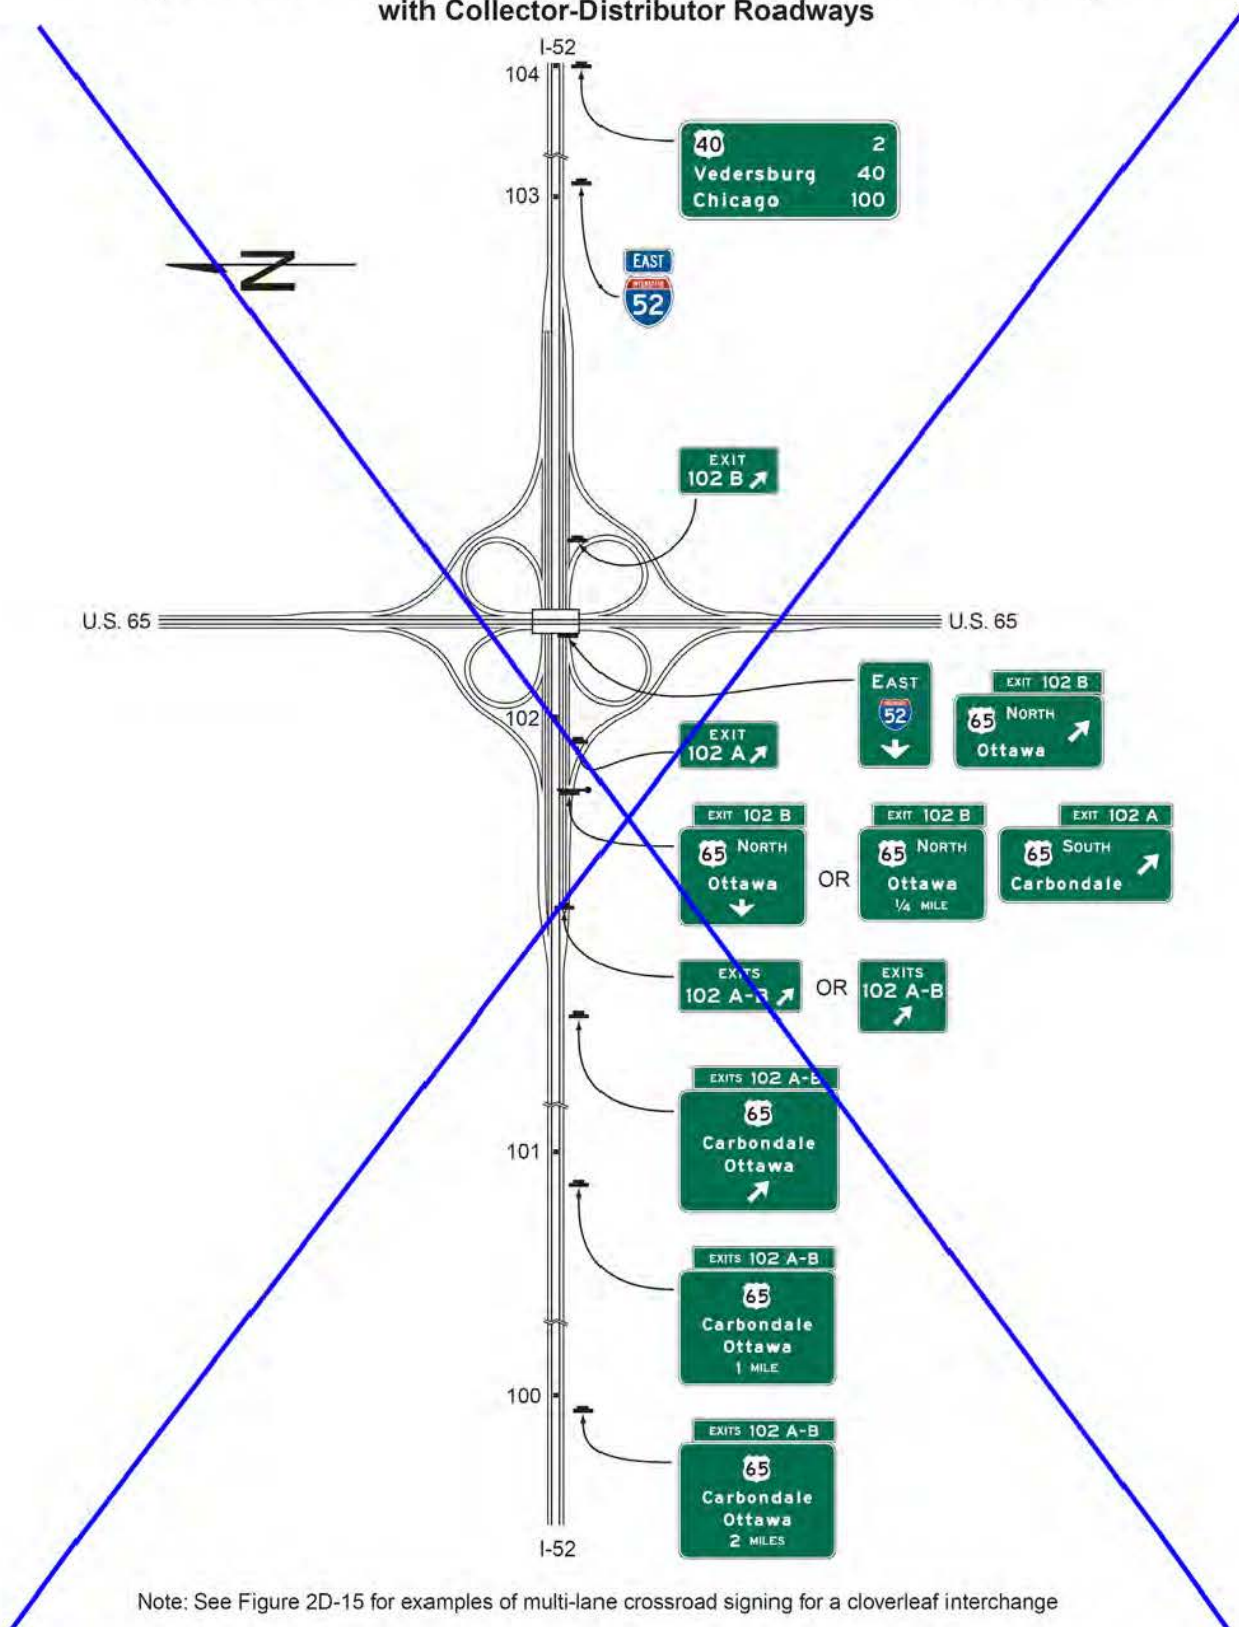 with Collector-Distributor Roadways
I-52
104
40 2
Vedersburg 40
Chicago 100
103
N
EAST
INTERSTATE
52
EXIT
102 B
U.S. 65
U.S. 65
EAST
52
EXIT 102 B
65 NORTH
Ottawa
102
EXIT
102 A
EXIT 102 B
65 NORTH
Ottawa
OR
EXIT 102 B
65 NORTH
Ottawa
1/4 MILE
EXIT 102 A
65 SOUTH
Carbondale
EXITS
102 A-B
OR
EXITS
102 A-B
EXITS 102 A-B
65
Carbondale
Ottawa
101
EXITS 102 A-B
65
Carbondale
Ottawa
1 MILE
100
EXITS 102 A-B
65
Carbondale
Ottawa
2 MILES
I-52
Note: See Figure 2D-15 for examples of multi-lane crossroad signing for a cloverleaf interchange